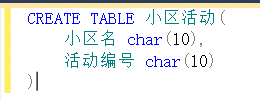 CREATE TABLE 小区活动(
小区名 char(10),
活动编号 char(10)
)